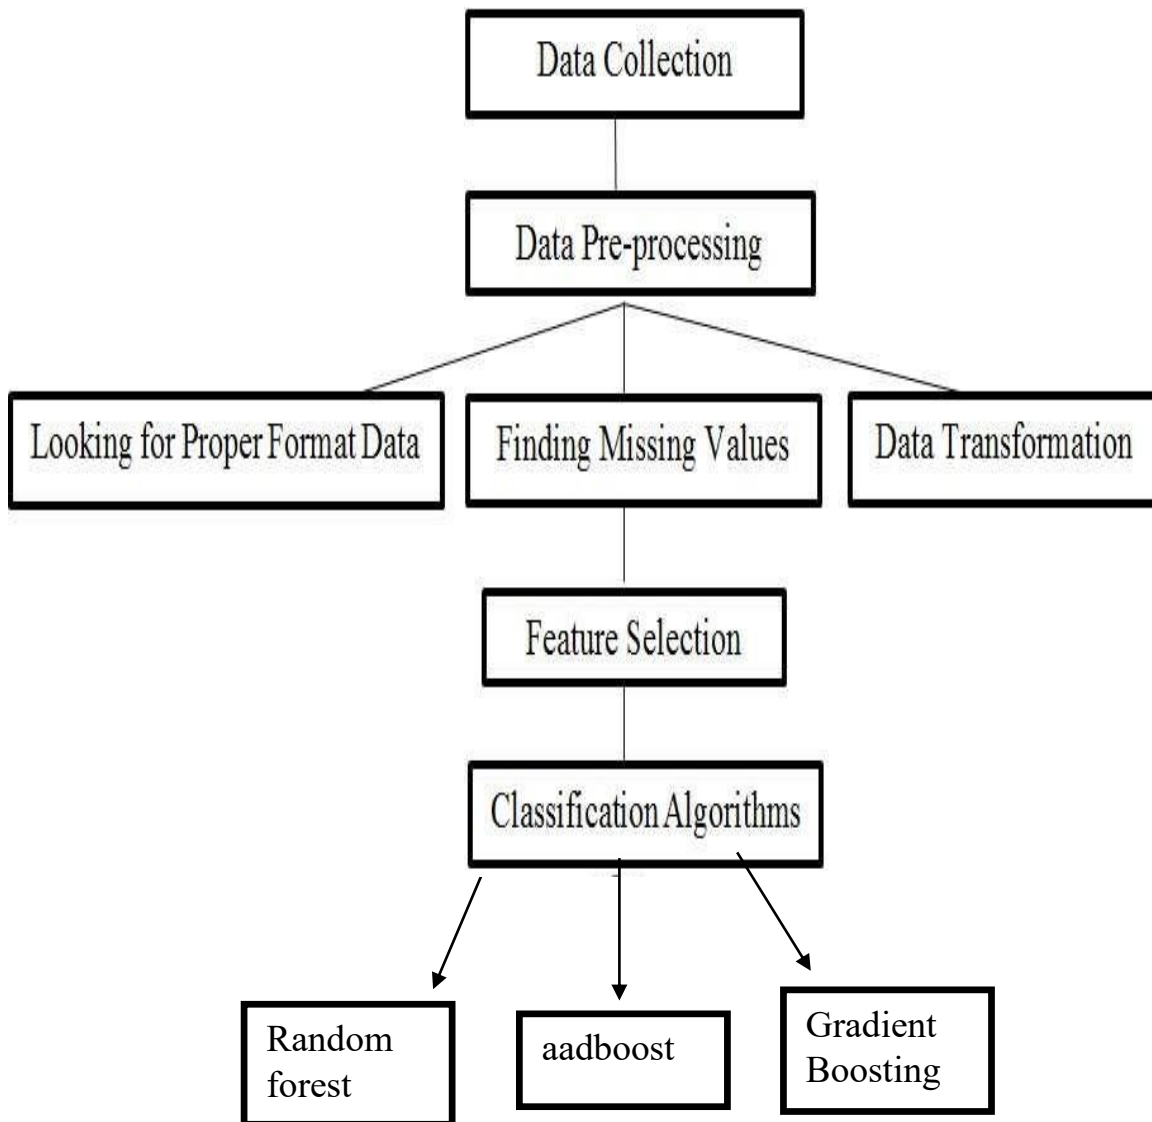 Data Collection
Data Pre-processing
Looking for Proper Format Data
Finding Missing Values
Data Transformation
Feature Selection
Classification Algorithms
Random
forest
aadboost
Gradient
Boosting